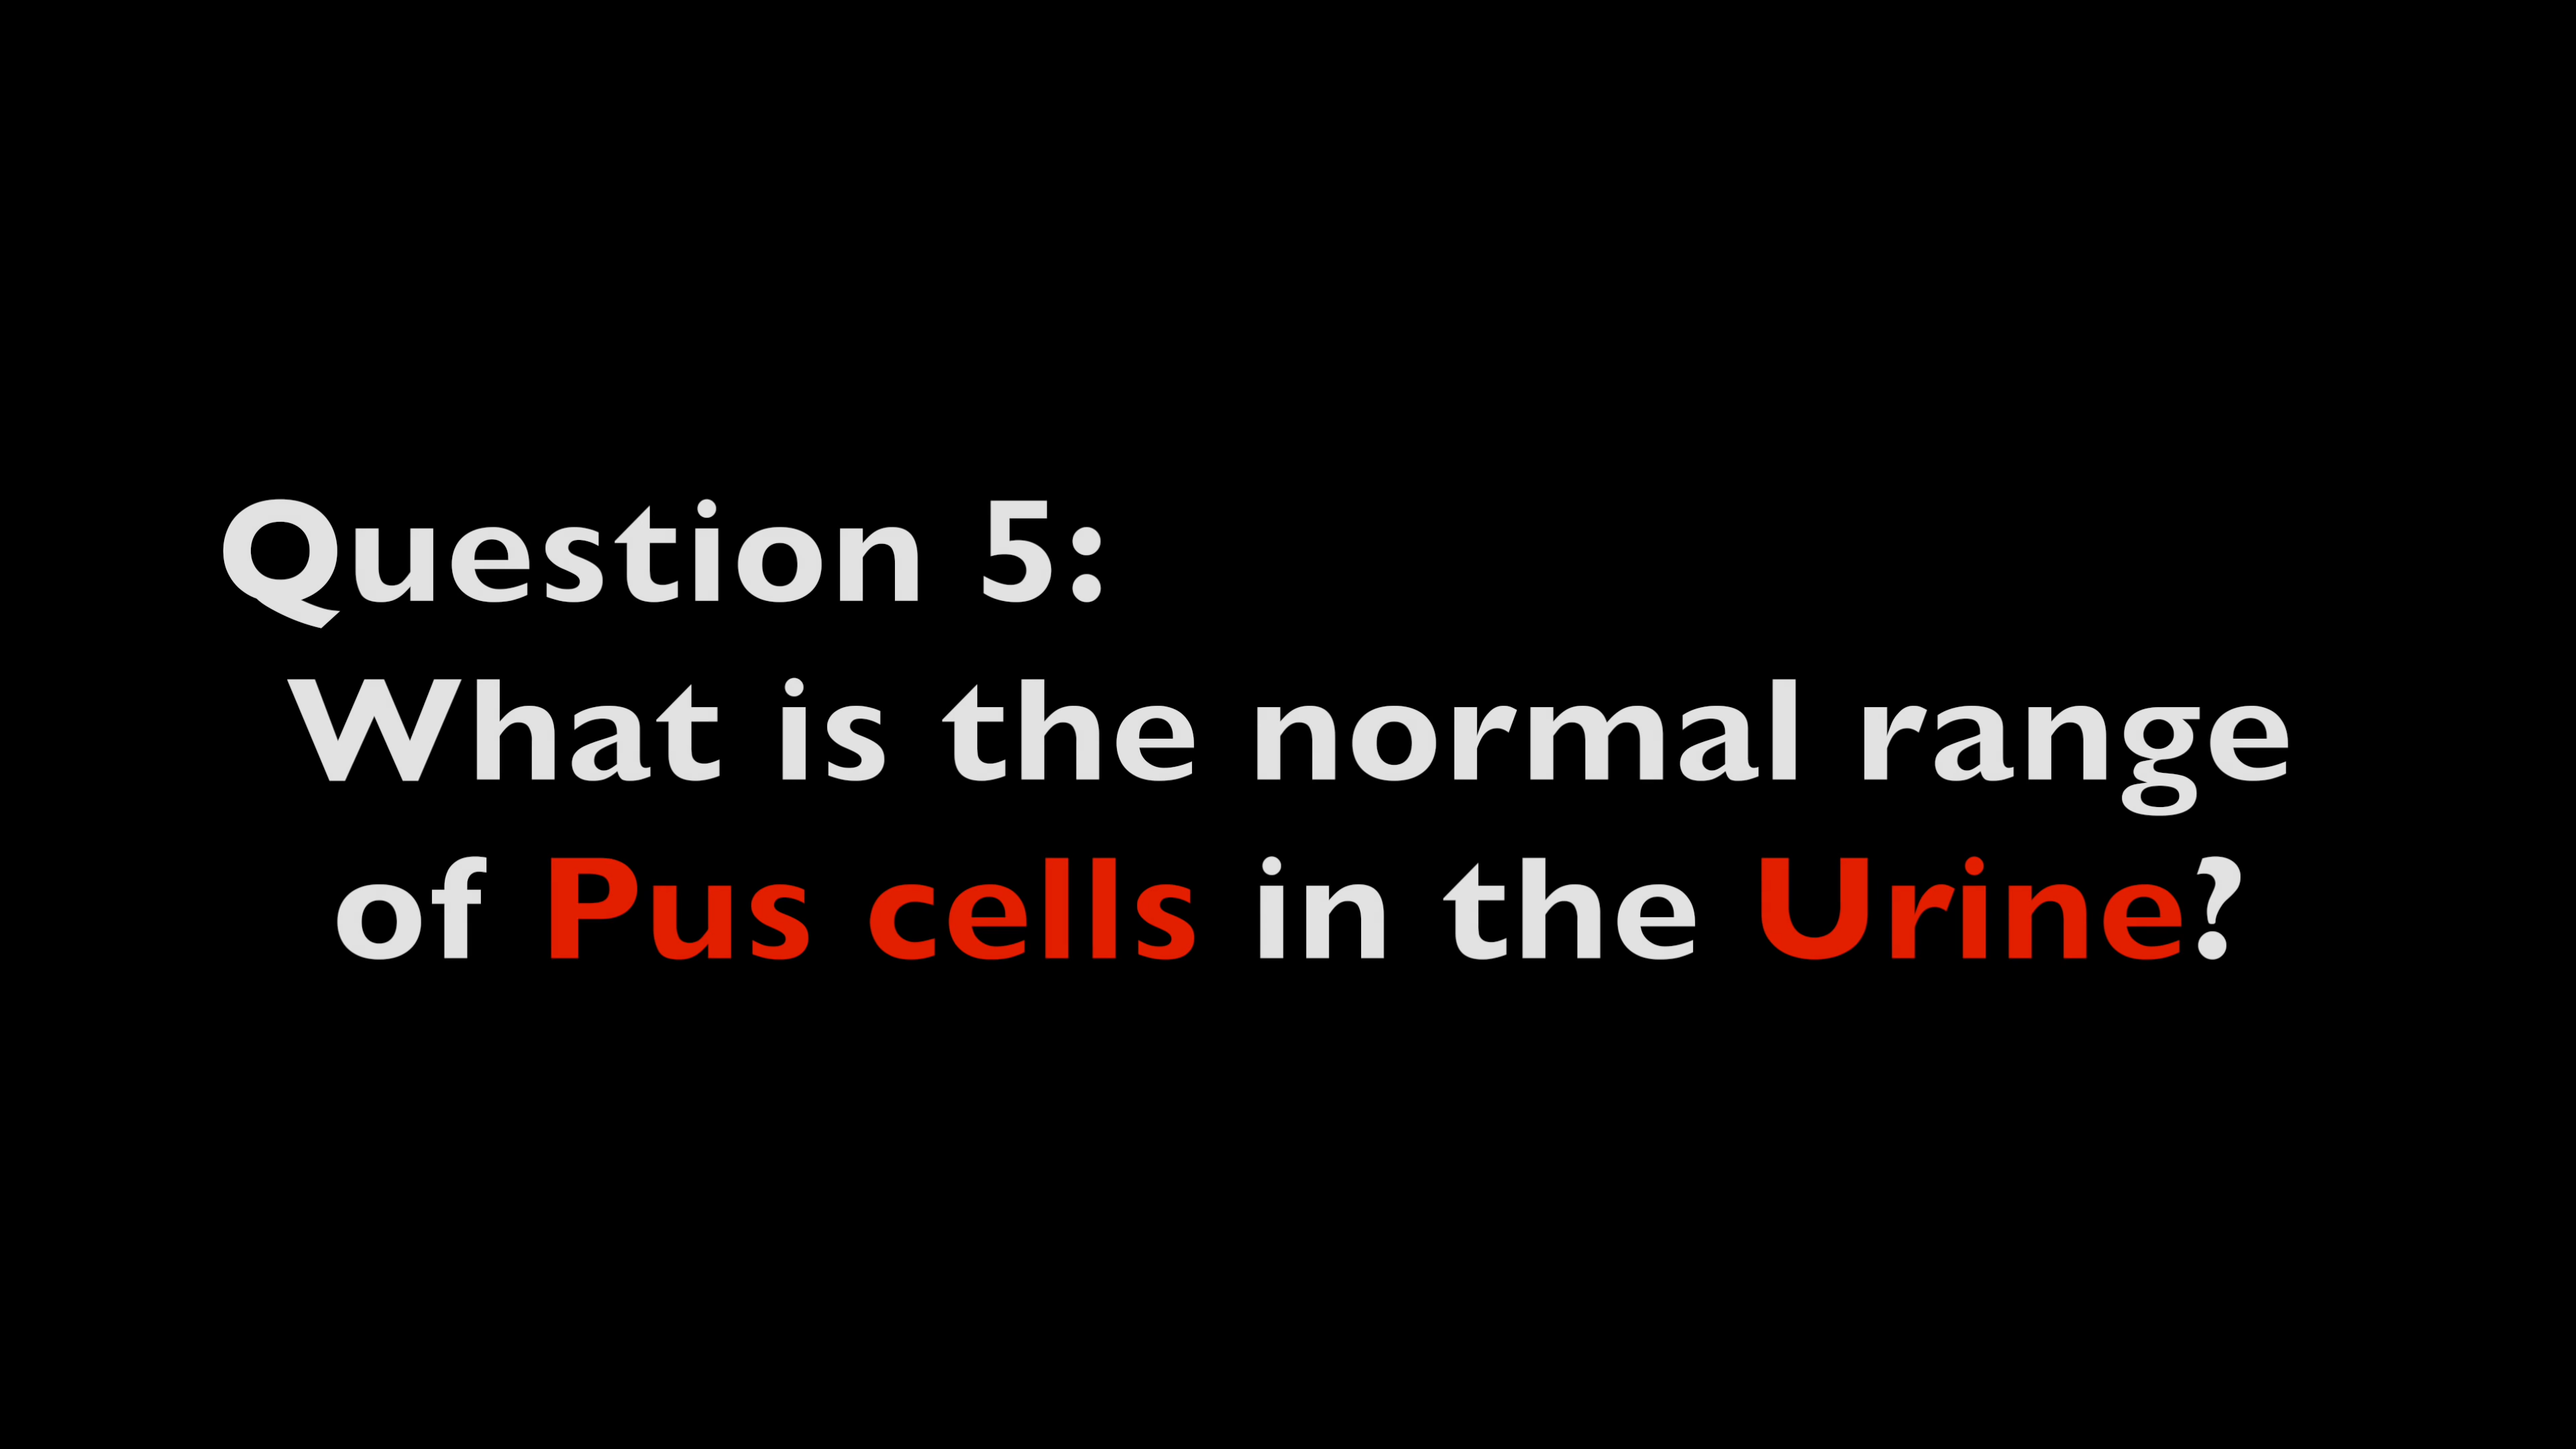 Question 5:
What is the normal range
of Pus cells in the Urine?